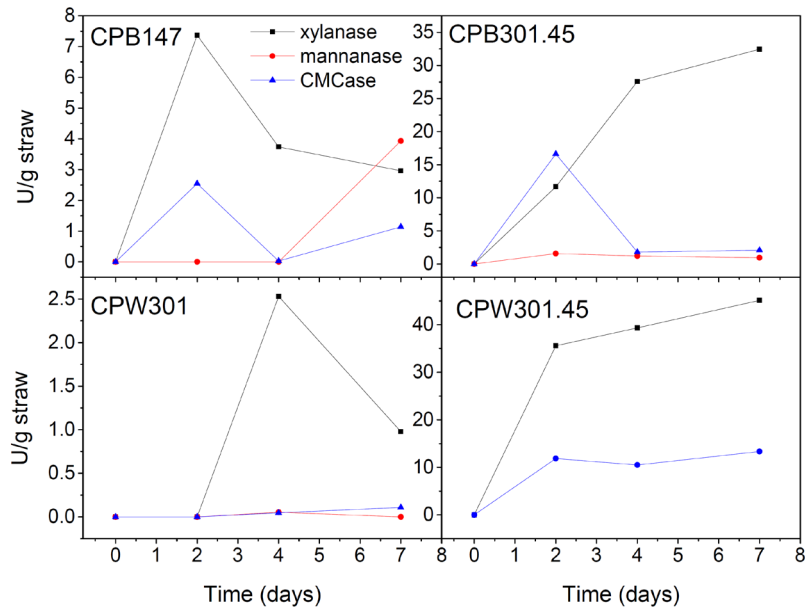 CPB147
xylanase
mannanase
CMCase
CPB301.45
U/g straw
8
7
6
5
4
3
2
1
0
35
30
25
20
15
10
5
0
CPW301
CPW301.45
U/g straw
2.5
2.0
1.5
1.0
0.5
0.0
40
30
20
10
0
0 1 2 3 4 5 6 7 8
0 1 2 3 4 5 6 7 8
Time (days)
Time (days)